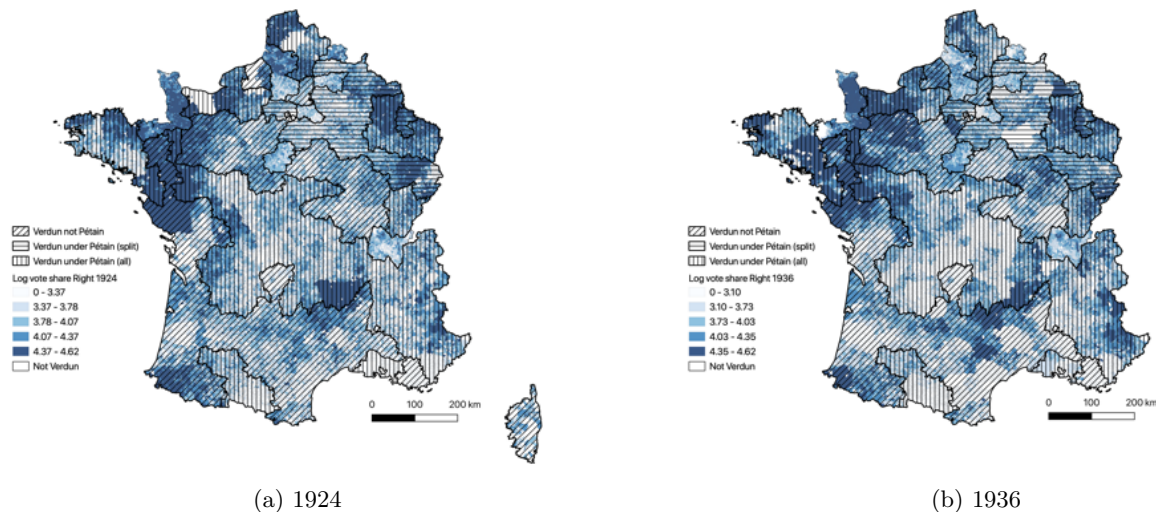 Verdun not Pétain
Verdun under Pétain (split)
Verdun under Pétain (all)
Log vote share Right 1924
0 - 3.37
3.37 - 3.78
3.78 - 4.07
4.07 - 4.37
4.37 - 4.62
Not Verdun
0 100 200 km
(a) 1924
Verdun not Pétain
Verdun under Pétain (split)
Verdun under Pétain (all)
Log vote share Right 1936
0 - 3.10
3.10 - 3.73
3.73 - 4.03
4.03 - 4.35
4.35 - 4.62
Not Verdun
0 100 200 km
(b) 1936